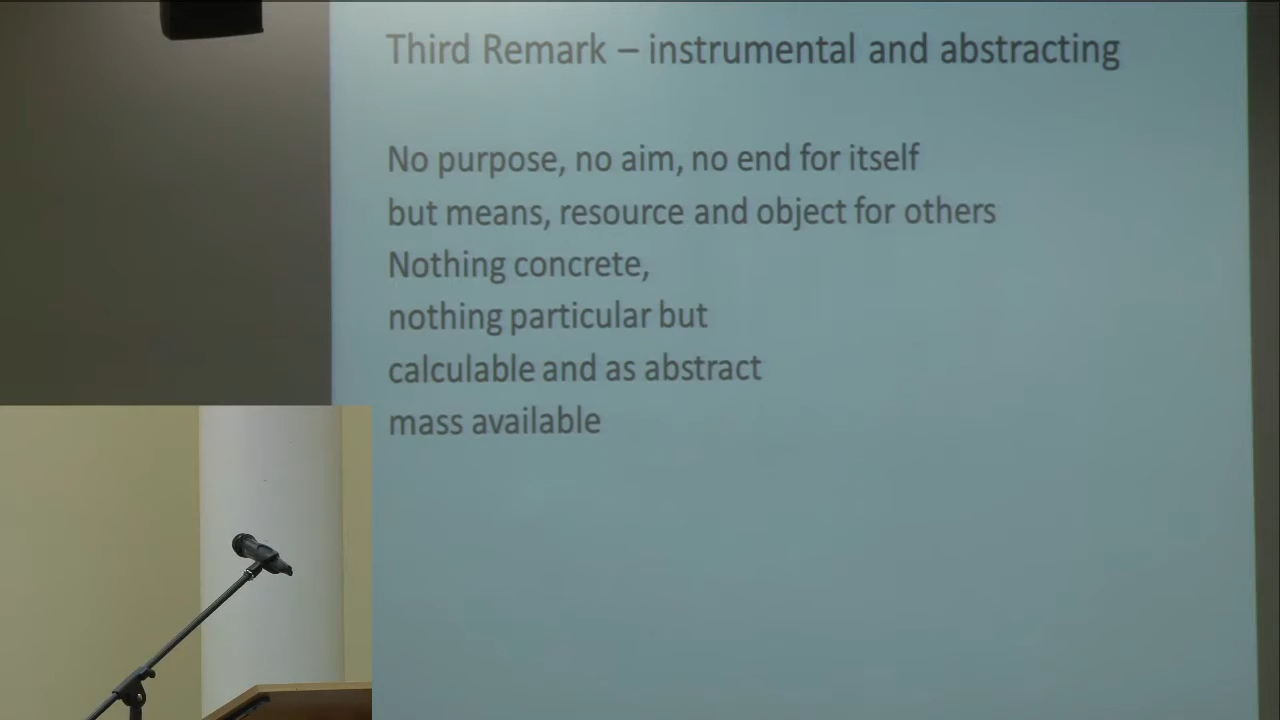 Third Remark – instrumental and abstracting
No purpose, no aim, no end for itself
but means, resource and object for others
Nothing concrete,
nothing particular but
calculable and as abstract
mass available